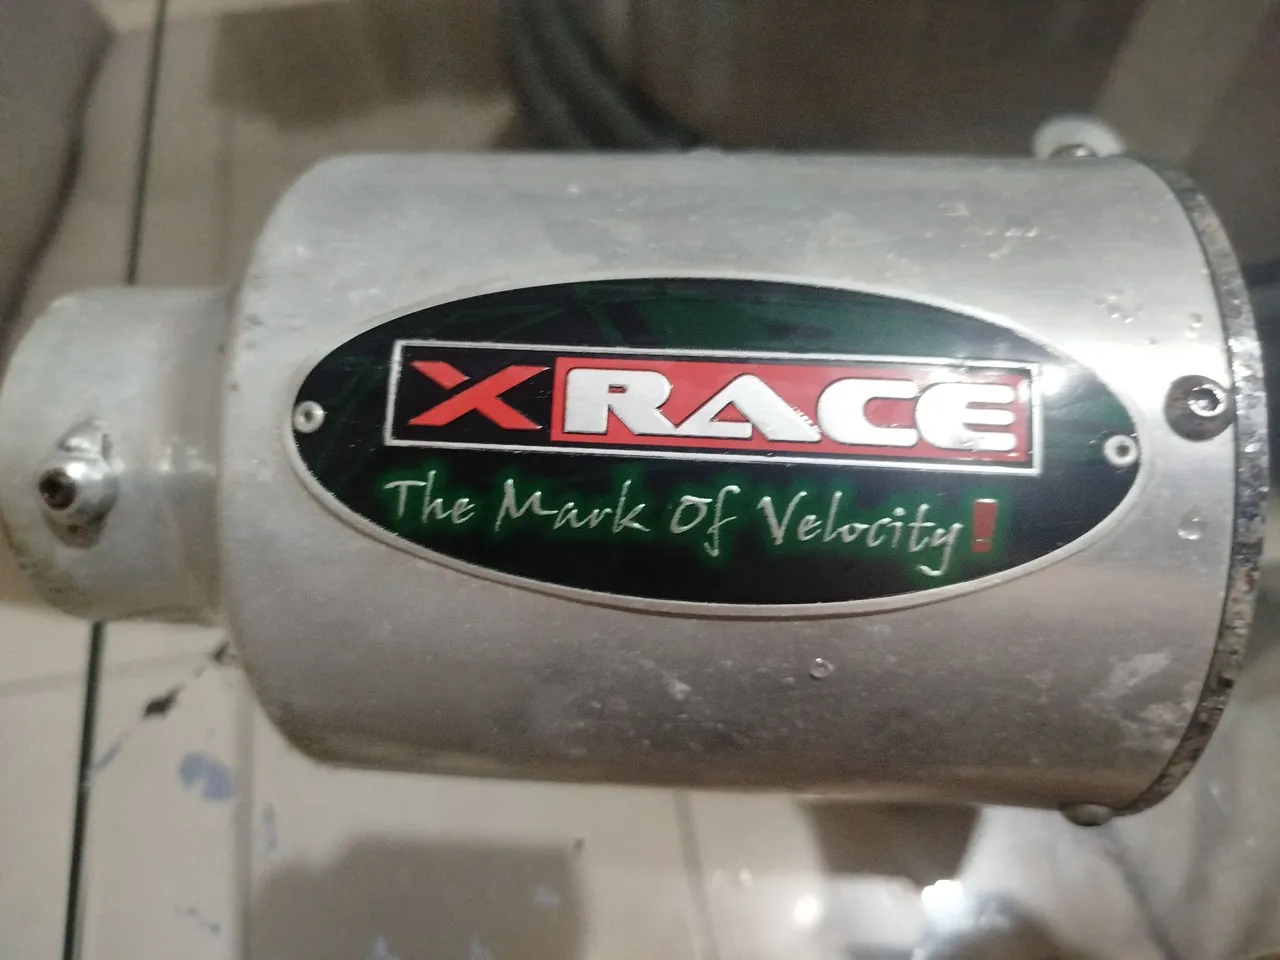 XRACE
The Mark Of Velocity!